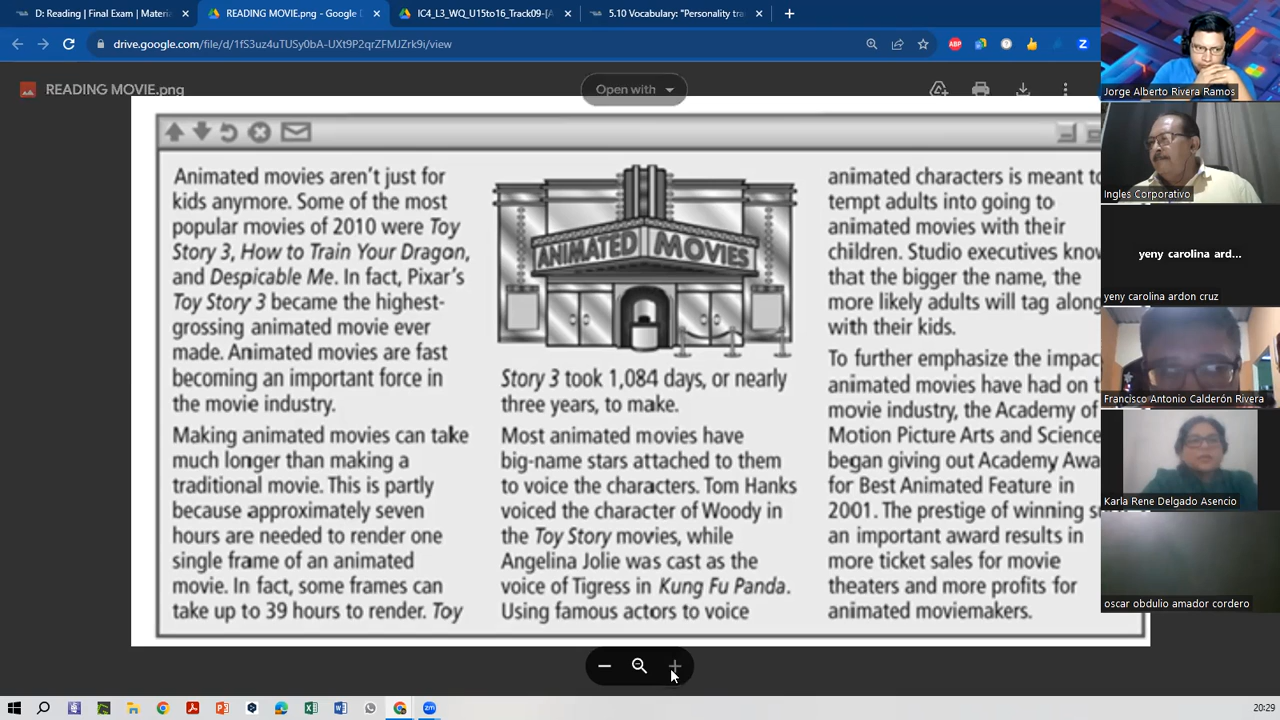 D: Reading | Final Exam | Materi
READING MOVIE.png - Google
IC4_L3_WQ_U15to16_Track09-[
5.10 Vocabulary: "Personality tra
drive.google.com/file/d/1fS3uz4uTUSy0bA-UXt9P2qrZFMJZrk9i/view
ABP
READING MOVIE.png
Open with
Animated movies aren't just for
kids anymore. Some of the most
popular movies of 2010 were Toy
Story 3, How to Train Your Dragon,
and Despicable Me. In fact, Pixar's
Toy Story 3 became the highest-
grossing animated movie ever
made. Animated movies are fast
becoming an important force in
the movie industry.
Making animated movies can take
much longer than making a
traditional movie. This is partly
because approximately seven
hours are needed to render one
single frame of an animated
movie. In fact, some frames can
take up to 39 hours to render. Toy
ANIMATED MOVIES
Story 3 took 1,084 days, or nearly
three years, to make.
Most animated movies have
big-name stars attached to them
to voice the characters. Tom Hanks
voiced the character of Woody in
the Toy Story movies, while
Angelina Jolie was cast as the
voice of Tigress in Kung Fu Panda.
Using famous actors to voice
animated characters is meant to
tempt adults into going to
animated movies with their
children. Studio executives know
that the bigger the name, the
more likely adults will tag along
with their kids.
To further emphasize the impac
animated movies have had on t
movie industry, the Academy of
Motion Picture Arts and Science
began giving out Academy Awa
for Best Animated Feature in
2001. The prestige of winning s
an important award results in
more ticket sales for movie
theaters and more profits for
animated moviemakers.
Jorge Alberto Rivera Ramos
Ingles Corporativo
yeny carolina ard...
yeny carolina ardon cruz
Francisco Antonio Calderón Rivera
Karla Rene Delgado Asencio
oscar obdulio amador cordero
20:29